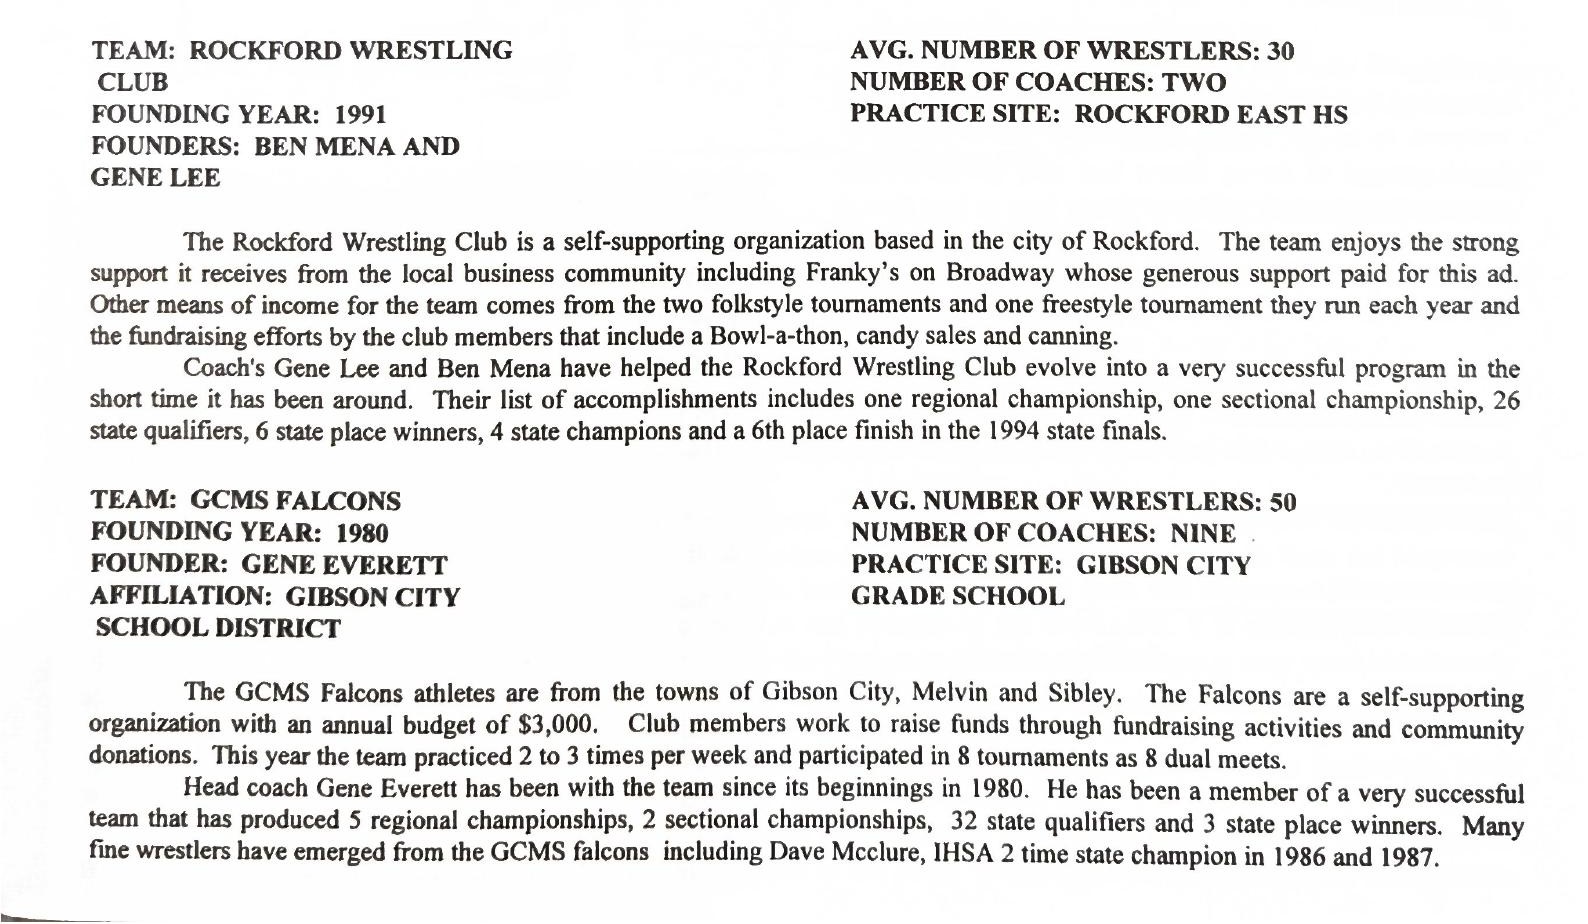 TEAM: ROCKFORD WRESTLING
CLUB
FOUNDING YEAR: 1991
FOUNDERS: BEN MENA AND
GENE LEE
AVG. NUMBER OF WRESTLERS: 30
NUMBER OF COACHES: TWO
PRACTICE SITE: ROCKFORD EAST HS
The Rockford Wrestling Club is a self-supporting organization based in the city of Rockford. The team enjoys the strong
support it receives from the local business community including Franky's on Broadway whose generous support paid for this ad.
Other means of income for the team comes from the two folkstyle tournaments and one freestyle tournament they run each year and
the fundraising efforts by the club members that include a Bowl-a-thon, candy sales and canning.
Coach's Gene Lee and Ben Mena have helped the Rockford Wrestling Club evolve into a very successful program in the
short time it has been around. Their list of accomplishments includes one regional championship, one sectional championship, 26
state qualifiers, 6 state place winners, 4 state champions and a 6th place finish in the 1994 state finals.
TEAM: GCMS FALCONS
FOUNDING YEAR: 1980
FOUNDER: GENE EVERETT
AFFILIATION: GIBSON CITY
SCHOOL DISTRICT
AVG. NUMBER OF WRESTLERS: 50
NUMBER OF COACHES: NINE
PRACTICE SITE: GIBSON CITY
GRADE SCHOOL
The GCMS Falcons athletes are from the towns of Gibson City, Melvin and Sibley. The Falcons are a self-supporting
organization with an annual budget of $3,000. Club members work to raise funds through fundraising activities and community
donations. This year the team practiced 2 to 3 times per week and participated in 8 tournaments as 8 dual meets.
Head coach Gene Everett has been with the team since its beginnings in 1980. He has been a member of a very successful
team that has produced 5 regional championships, 2 sectional championships, 32 state qualifiers and 3 state place winners. Many
fine wrestlers have emerged from the GCMS falcons including Dave Mcclure, IHSA 2 time state champion in 1986 and 1987.